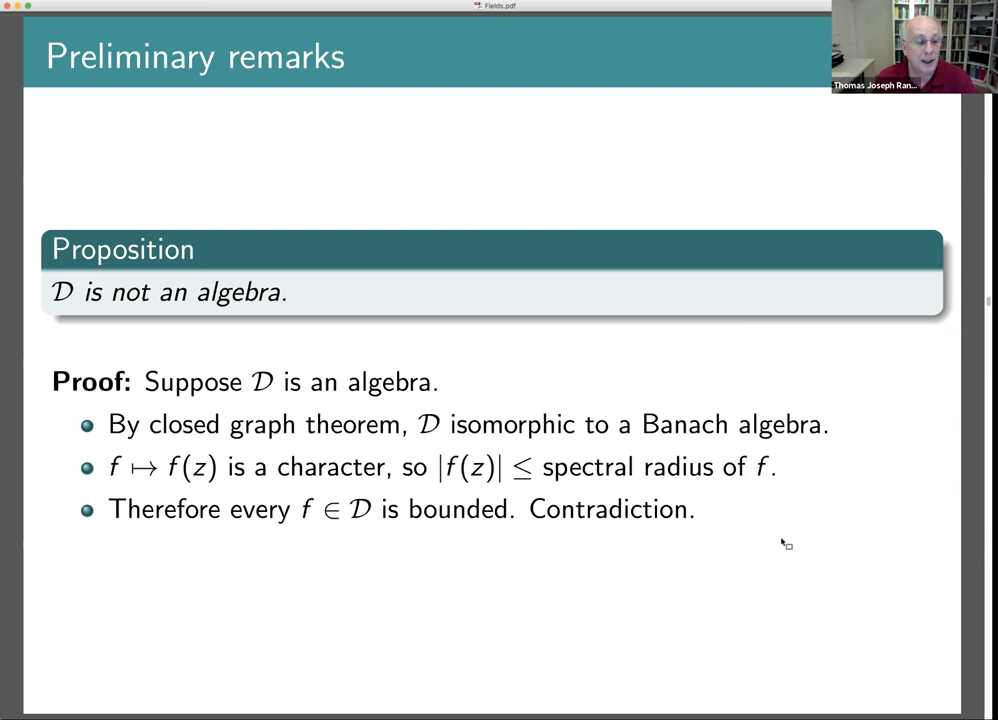 Fields.pdf
Preliminary remarks
Thomas Joseph Ran...
Proposition
𝒟 is not an algebra.
Proof: Suppose 𝒟 is an algebra.
By closed graph theorem, 𝒟 isomorphic to a Banach algebra.
f ↦ f(z) is a character, so |f(z)| ≤ spectral radius of f.
Therefore every f ∈ 𝒟 is bounded. Contradiction.